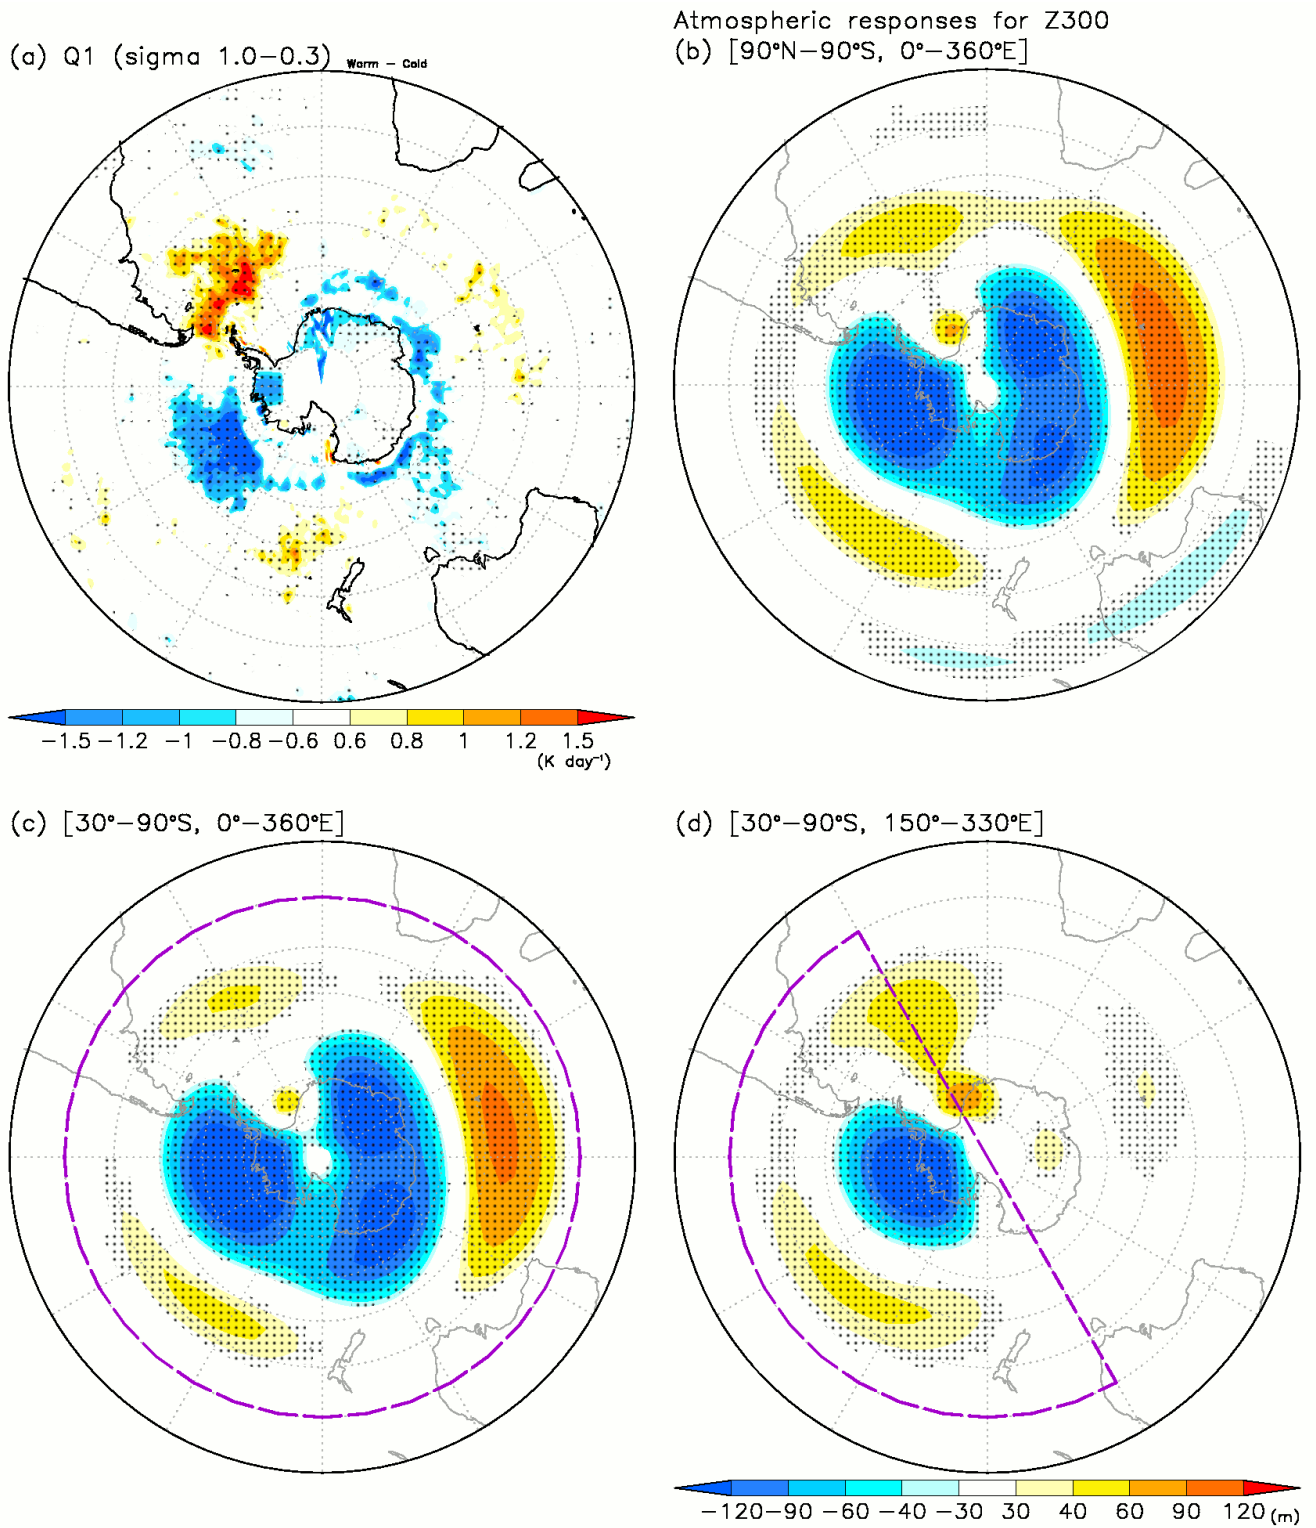 Atmospheric responses for Z300
(a) Q1 (sigma 1.0−0.3) Warm − Cold
(b) [90°N−90°S, 0°−360°E]
−1.5 −1.2 −1 −0.8 −0.6 0.6 0.8 1 1.2 1.5
(K day⁻¹)
(c) [30°−90°S, 0°−360°E]
(d) [30°−90°S, 150°−330°E]
−120 −90 −60 −40 −30 30 40 60 90 120 (m)